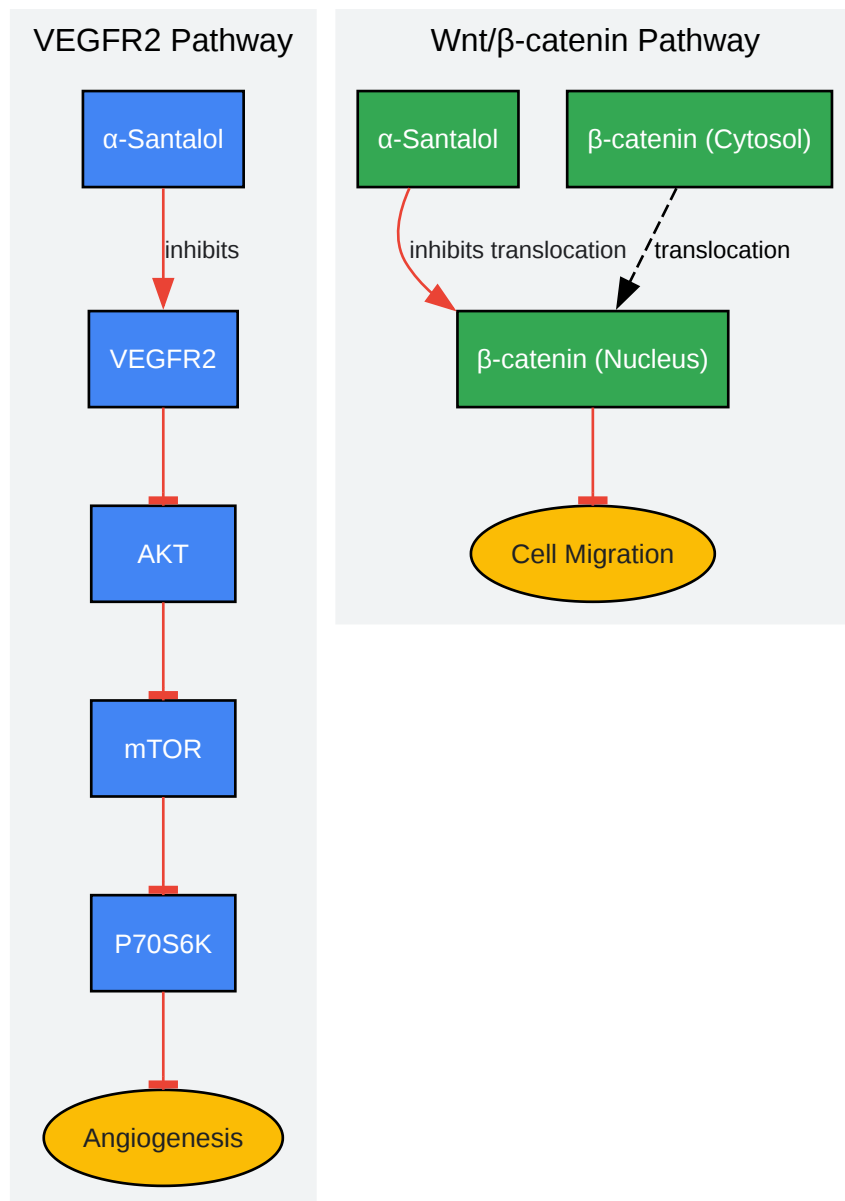 VEGFR2 Pathway
α-Santalol
inhibits
VEGFR2
AKT
mTOR
P70S6K
Angiogenesis
Wnt/β-catenin Pathway
α-Santalol
β-catenin (Cytosol)
inhibits translocation
translocation
β-catenin (Nucleus)
Cell Migration